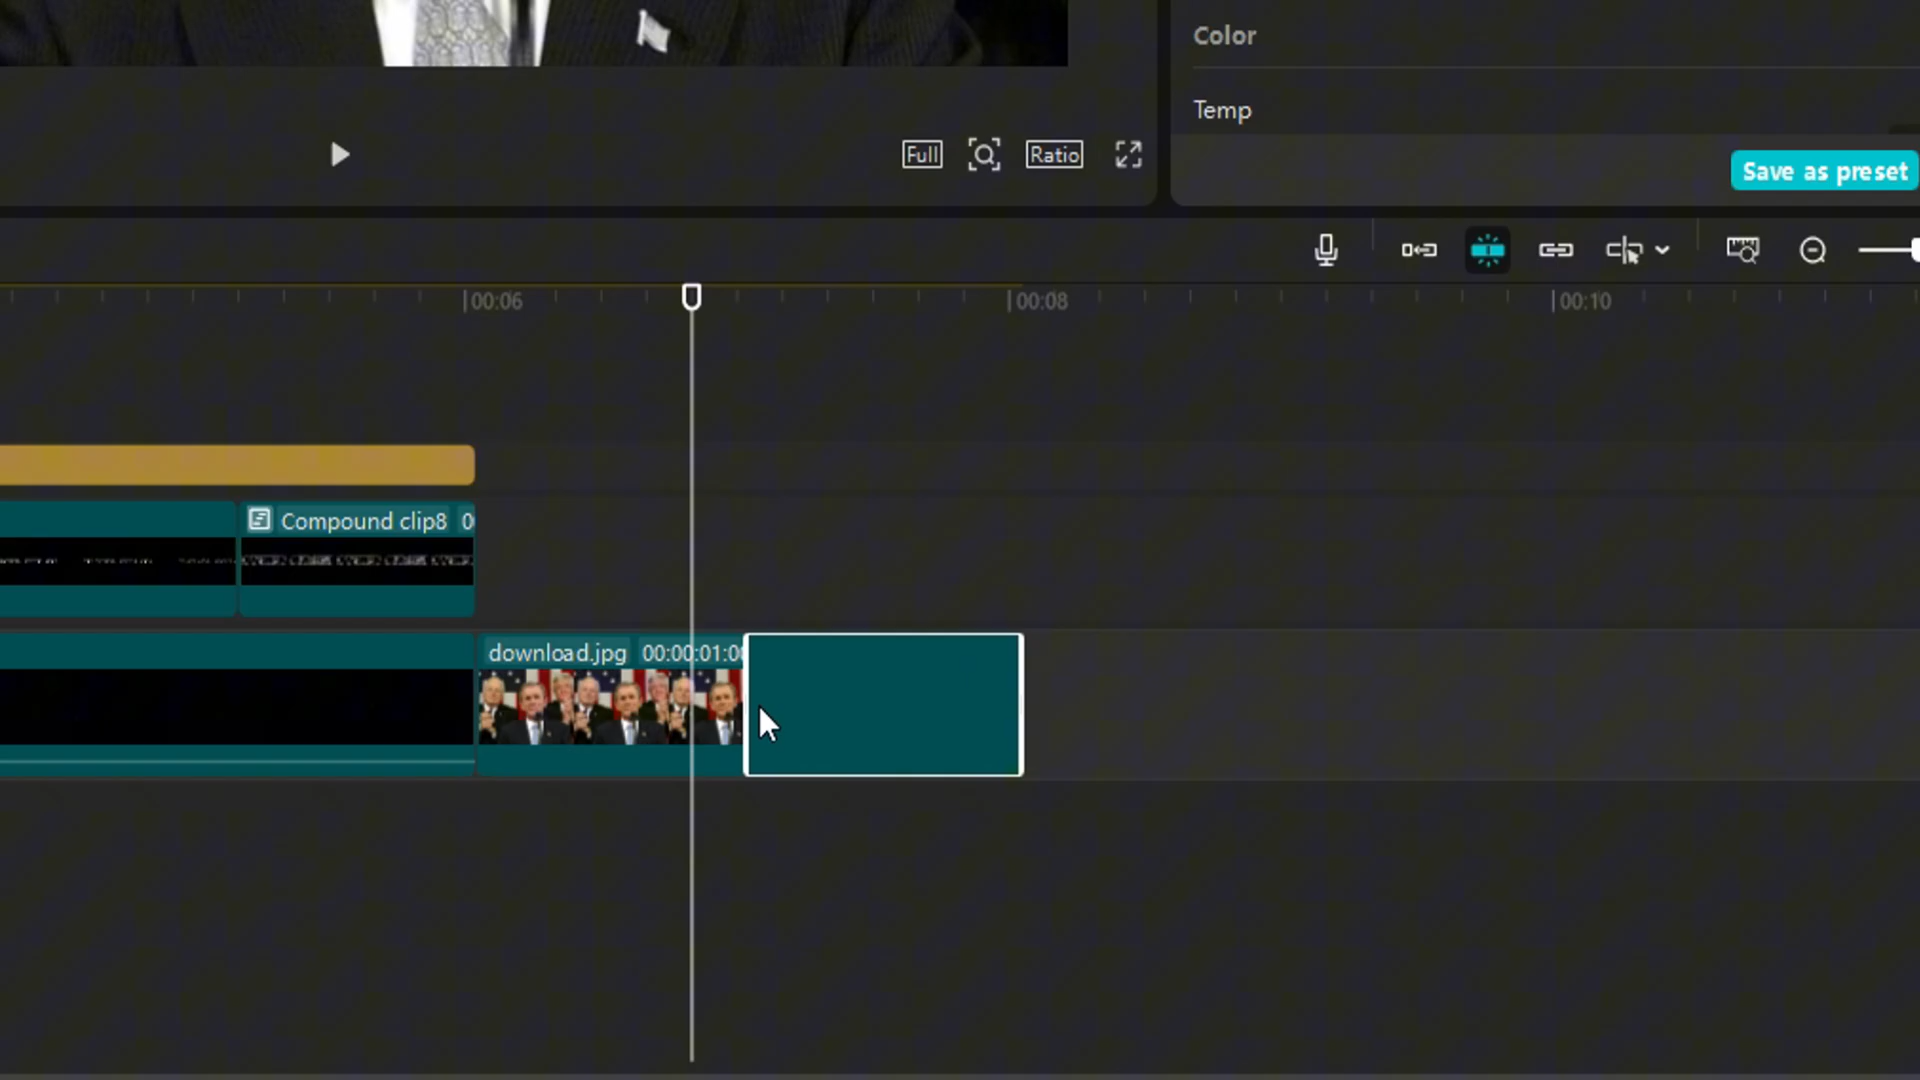 Color
Temp
Full
Ratio
Save as preset
00:06
00:08
00:10
Compound clip8 0
download.jpg 00:00:01:00